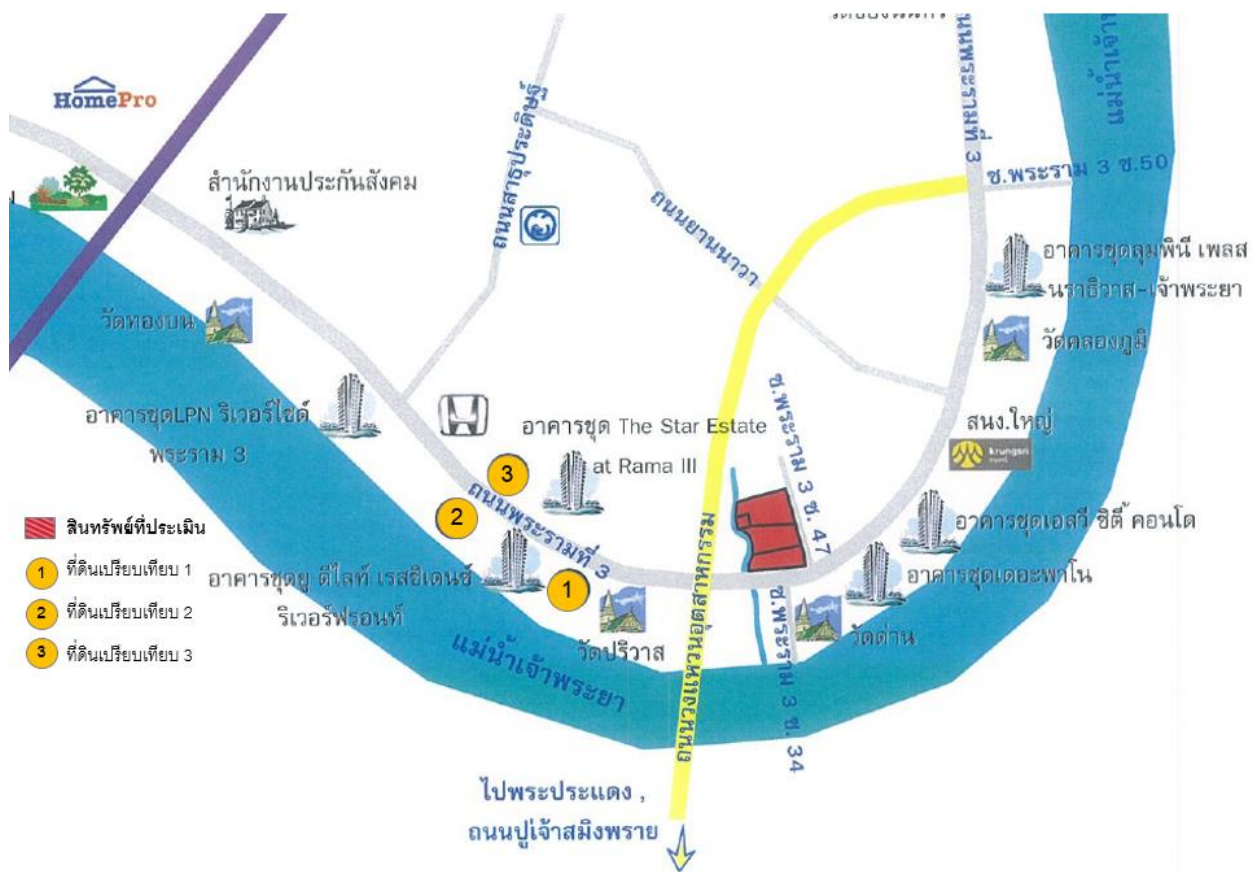 HomePro
สำนักงานประกันสังคม
ถนนสาธุประดิษฐ์
ถนนยานนาวา
ถนนพระรามที่ 3
ซ.พระราม 3 ซ.50
อาคารชุดลุมพินี เพลส
นราธิวาส-เจ้าพระยา
วัดคลองภูมิ
วัดทองบน
อาคารชุดLPN ริเวอร์ไซด์
พระราม 3
อาคารชุด The Star Estate
at Rama III
ซ.พระราม 3 ซ. 47
สนง.ใหญ่
krungsri
3
2
1
ถนนพระรามที่ 3
อาคารชุดเอสวี ซิตี้ คอนโด
อาคารชุดเดอะพาโน
อาคารชุดยู ดีไลท์ เรสซิเดนซ์
ริเวอร์ฟรอนท์
วัดปริวาส
วัดด่าน
ถนนวงแหวนอุตสาหกรรม
ซ.พระราม 3 ซ. 34
แม่น้ำเจ้าพระยา
สินทรัพย์ที่ประเมิน
1 ที่ดินเปรียบเทียบ 1
2 ที่ดินเปรียบเทียบ 2
3 ที่ดินเปรียบเทียบ 3
ไปพระประแดง ,
ถนนปู่เจ้าสมิงพราย